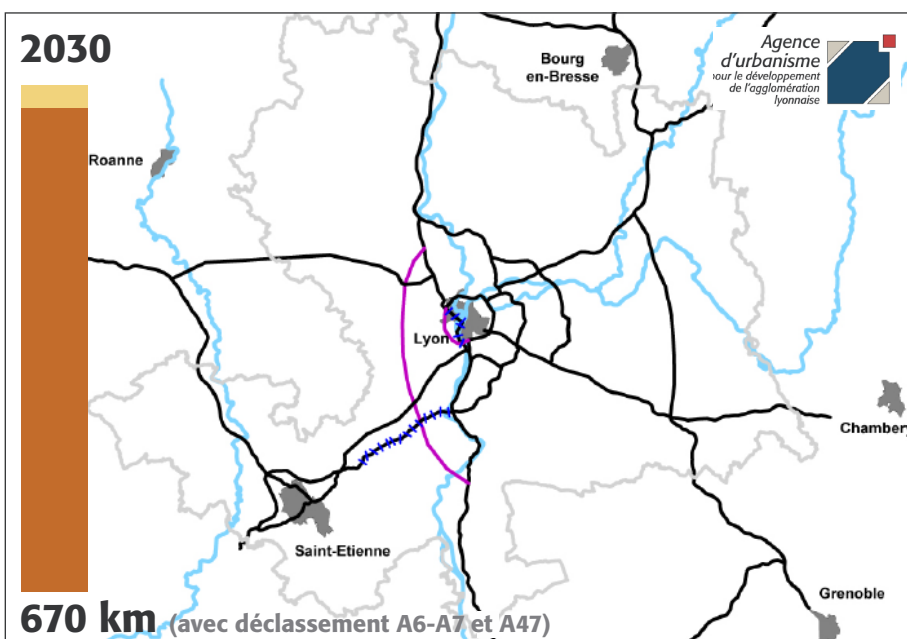 2030
Agence
d'urbanisme
pour le développement
de l'agglomération
lyonnaise
Bourg
en-Bresse
Roanne
Lyon
Chambery
Saint-Etienne
Grenoble
670 km (avec déclassement A6-A7 et A47)